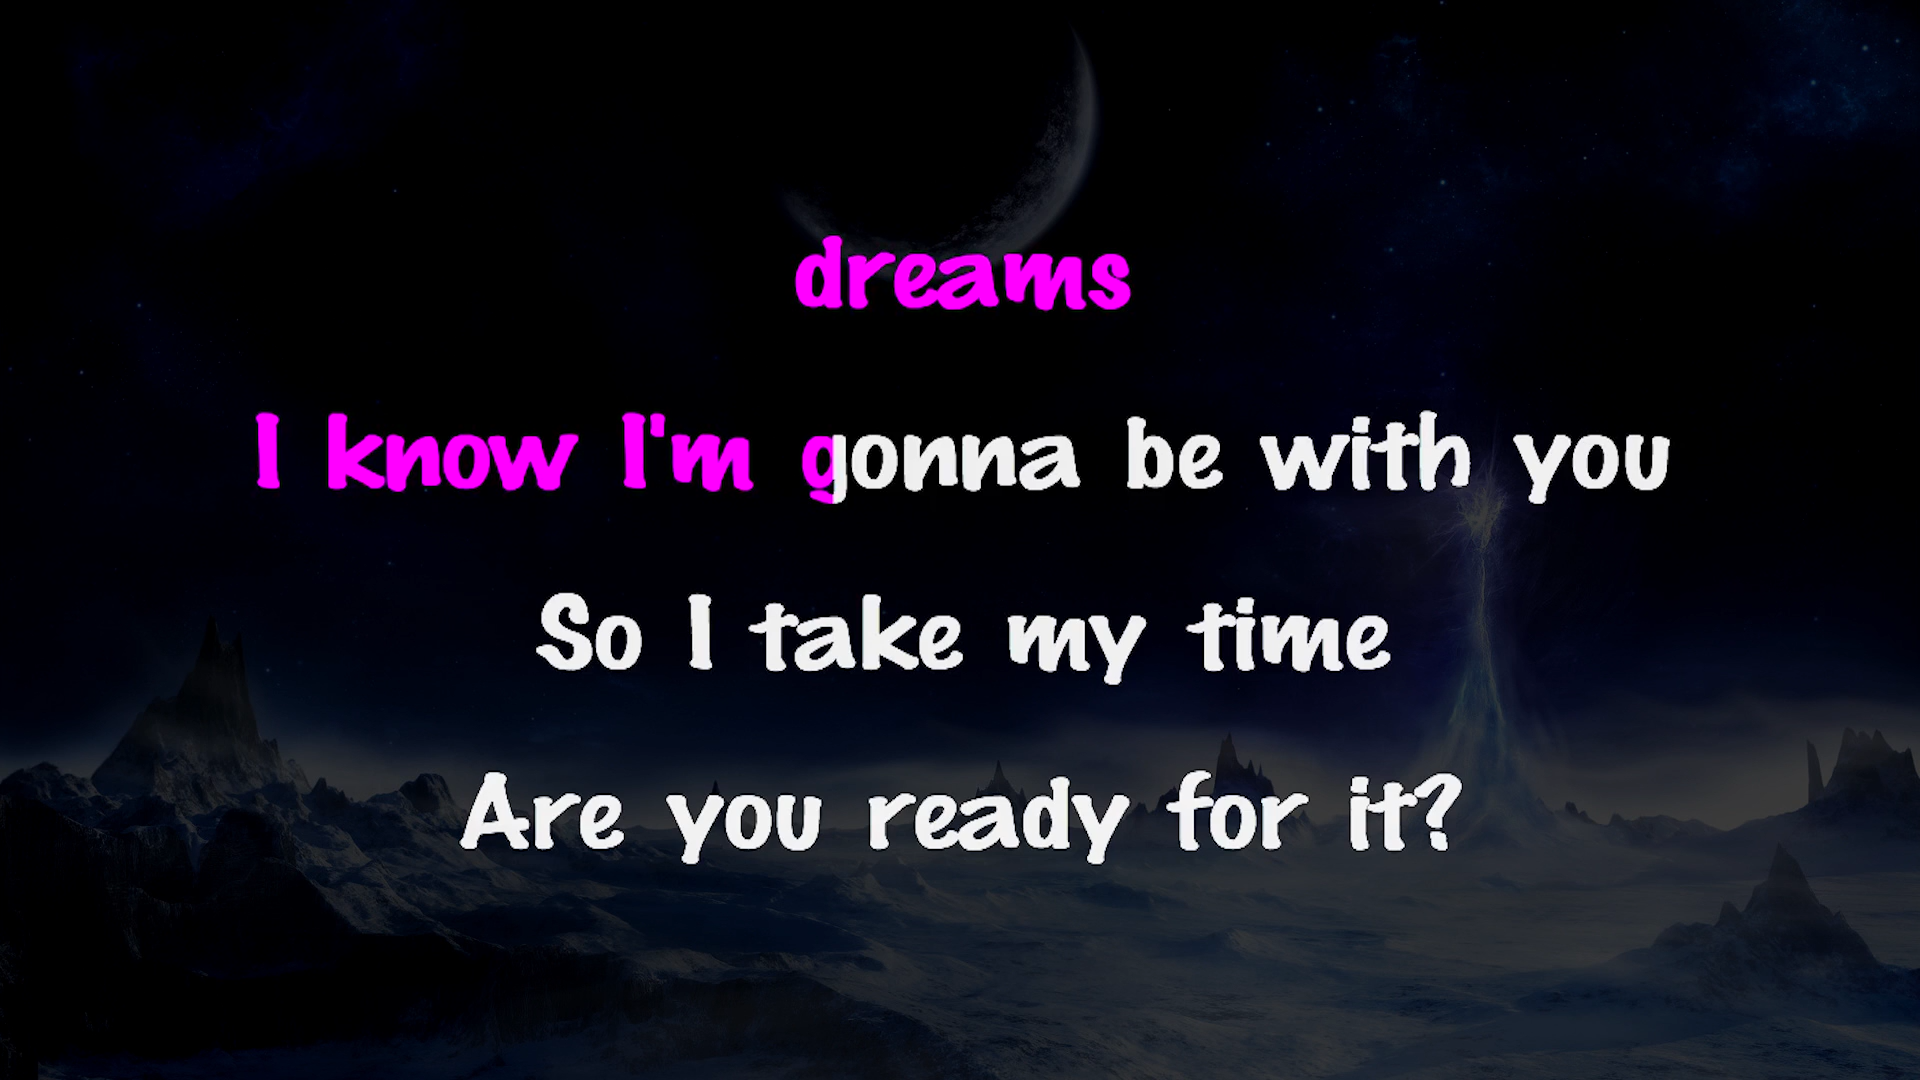 dreams
I know I'm gonna be with you
So I take my time
Are you ready for it?